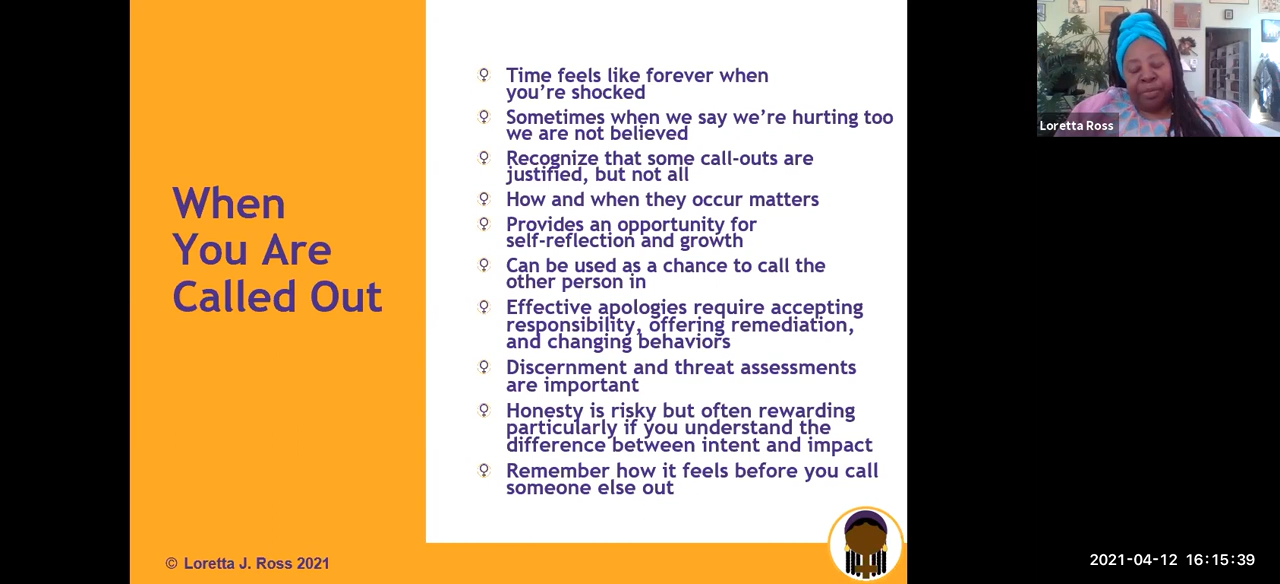 When
You Are
Called Out
Time feels like forever when
you’re shocked
Sometimes when we say we’re hurting too
we are not believed
Recognize that some call-outs are
justified, but not all
How and when they occur matters
Provides an opportunity for
self-reflection and growth
Can be used as a chance to call the
other person in
Effective apologies require accepting
responsibility, offering remediation,
and changing behaviors
Discernment and threat assessments
are important
Honesty is risky but often rewarding
particularly if you understand the
difference between intent and impact
Remember how it feels before you call
someone else out
© Loretta J. Ross 2021
Loretta Ross
2021-04-12 16:15:39